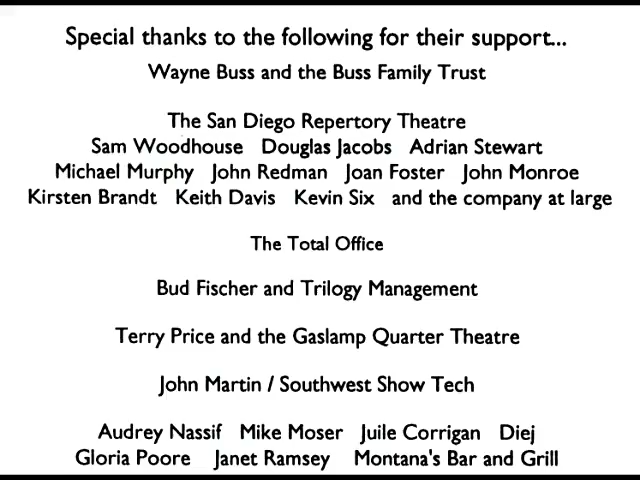 Special thanks to the following for their support...
Wayne Buss and the Buss Family Trust
The San Diego Repertory Theatre
Sam Woodhouse Douglas Jacobs Adrian Stewart
Michael Murphy John Redman Joan Foster John Monroe
Kirsten Brandt Keith Davis Kevin Six and the company at large
The Total Office
Bud Fischer and Trilogy Management
Terry Price and the Gaslamp Quarter Theatre
John Martin / Southwest Show Tech
Audrey Nassif Mike Moser Juile Corrigan Diej
Gloria Poore Janet Ramsey Montana's Bar and Grill